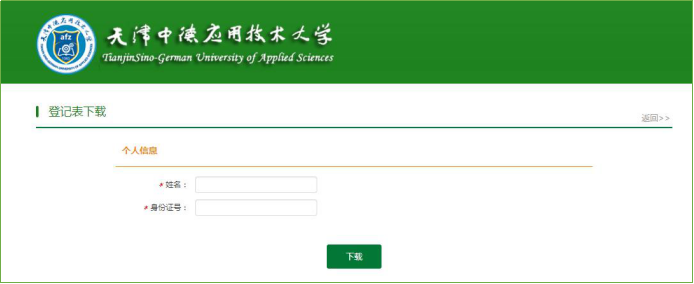 天津中德应用技术大学
TianjinSino-German University of Applied Sciences
afz
登记表下载
返回>>
个人信息
* 姓名：
* 身份证号：
下载